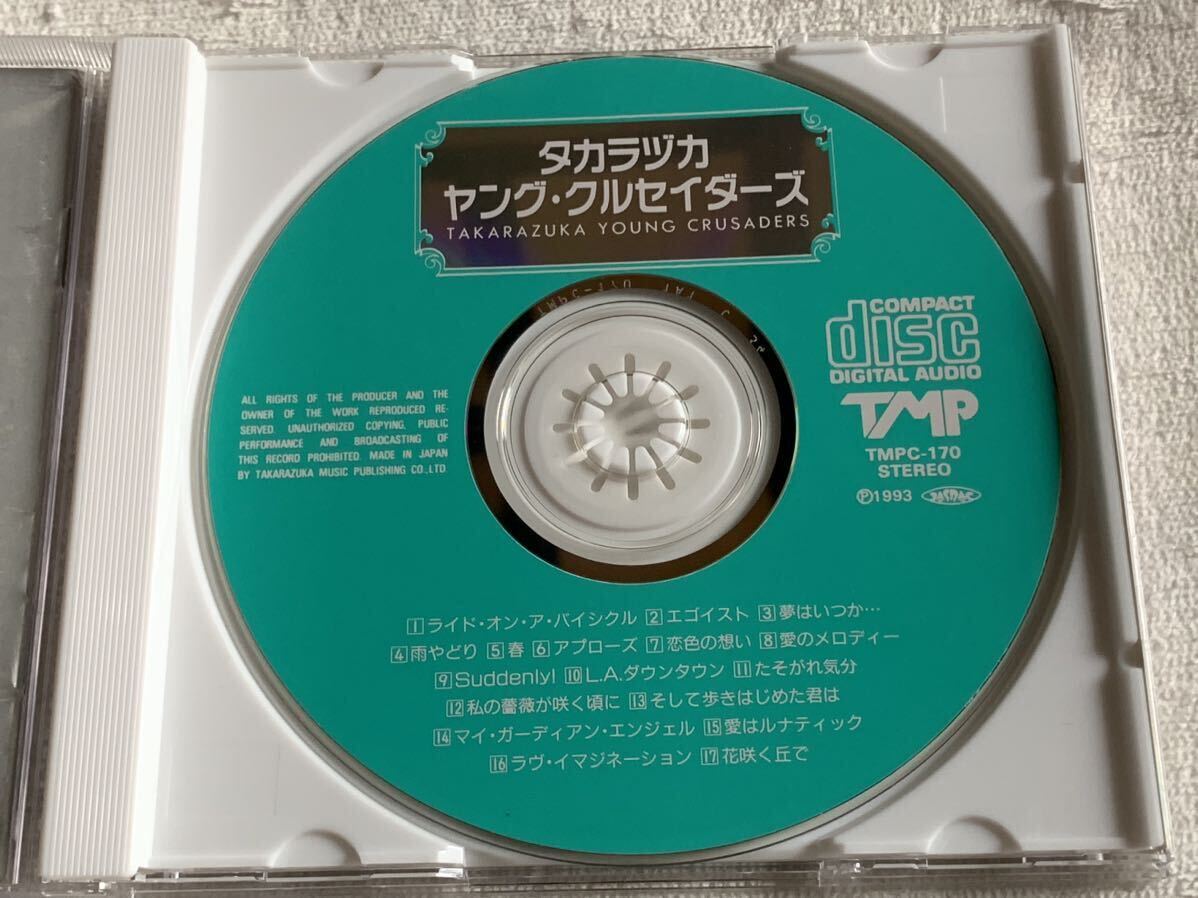 タカラヅカ
ヤング・クルセイダーズ
TAKARAZUKA YOUNG CRUSADERS
COMPACT
disc
DIGITAL AUDIO
TMP
TMPC-170
STEREO
Ⓟ1993
ALL RIGHTS OF THE PRODUCER AND THE
OWNER OF THE WORK REPRODUCED RE-
SERVED. UNAUTHORIZED COPYING, PUBLIC
PERFORMANCE AND BROADCASTING OF
THIS RECORD PROHIBITED. MADE IN JAPAN
BY TAKARAZUKA MUSIC PUBLISHING CO.,LTD.
1 ライド・オン・ア・バイシクル 2 エゴイスト 3 夢はいつか…
4 雨やどり 5 春 6 アプローズ 7 恋色の想い 8 愛のメロディー
9 Suddenly! 10 L.A.ダウンタウン 11 たそがれ気分
12 私の薔薇が咲く頃に 13 そして歩きはじめた君は
14 マイ・ガーディアン・エンジェル 15 愛はルナティック
16 ラヴ・イマジネーション 17 花咲く丘で